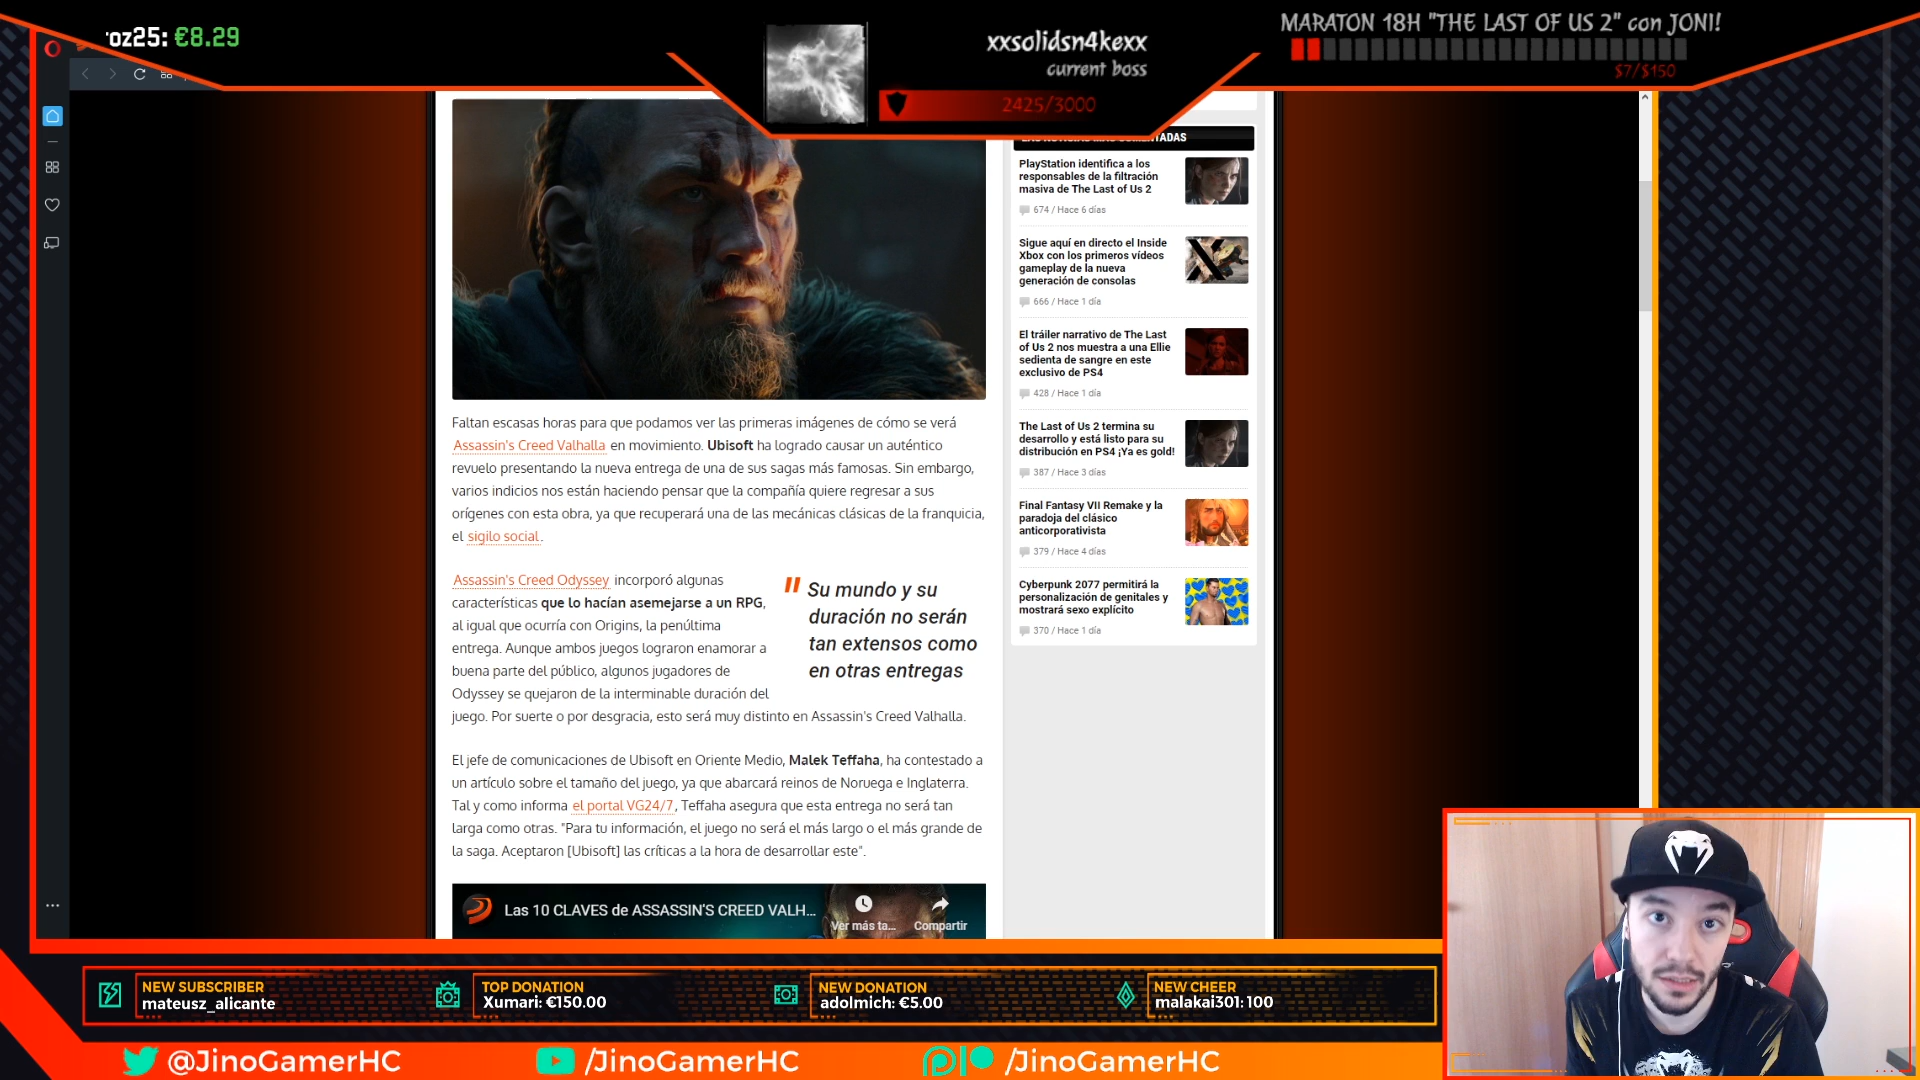 roz25: €8.29
xxsolidsn4kexx
current boss
2425/3000
MARATON 18H "THE LAST OF US 2" con JONI!
$7/$150
LAS NOTICIAS MÁS COMENTADAS
PlayStation identifica a los
responsables de la filtración
masiva de The Last of Us 2
674 / Hace 6 días
Sigue aquí en directo el Inside
Xbox con los primeros vídeos
gameplay de la nueva
generación de consolas
666 / Hace 1 día
El tráiler narrativo de The Last
of Us 2 nos muestra a una Ellie
sedienta de sangre en este
exclusivo de PS4
428 / Hace 1 día
The Last of Us 2 termina su
desarrollo y está listo para su
distribución en PS4 ¡Ya es gold!
387 / Hace 3 días
Final Fantasy VII Remake y la
paradoja del clásico
anticorporativista
379 / Hace 4 días
Cyberpunk 2077 permitirá la
personalización de genitales y
mostrará sexo explícito
370 / Hace 1 día
Faltan escasas horas para que podamos ver las primeras imágenes de cómo se verá
Assassin's Creed Valhalla en movimiento. Ubisoft ha logrado causar un auténtico
revuelo presentando la nueva entrega de una de sus sagas más famosas. Sin embargo,
varios indicios nos están haciendo pensar que la compañía quiere regresar a sus
orígenes con esta obra, ya que recuperará una de las mecánicas clásicas de la franquicia,
el sigilo social.
Assassin's Creed Odyssey incorporó algunas
características que lo hacían asemejarse a un RPG,
al igual que ocurría con Origins, la penúltima
entrega. Aunque ambos juegos lograron enamorar a
buena parte del público, algunos jugadores de
Odyssey se quejaron de la interminable duración del
juego. Por suerte o por desgracia, esto será muy distinto en Assassin's Creed Valhalla.
" Su mundo y su
duración no serán
tan extensos como
en otras entregas
El jefe de comunicaciones de Ubisoft en Oriente Medio, Malek Teffaha, ha contestado a
un artículo sobre el tamaño del juego, ya que abarcará reinos de Noruega e Inglaterra.
Tal y como informa el portal VG24/7, Teffaha asegura que esta entrega no será tan
larga como otras. "Para tu información, el juego no será el más largo o el más grande de
la saga. Aceptaron [Ubisoft] las críticas a la hora de desarrollar este".
Las 10 CLAVES de ASSASSIN'S CREED VALH...
Ver más ta...
Compartir
NEW SUBSCRIBER
mateusz_alicante
TOP DONATION
Xumari: €150.00
NEW DONATION
adolmich: €5.00
NEW CHEER
malakai301: 100
@JinoGamerHC
/JinoGamerHC
/JinoGamerHC